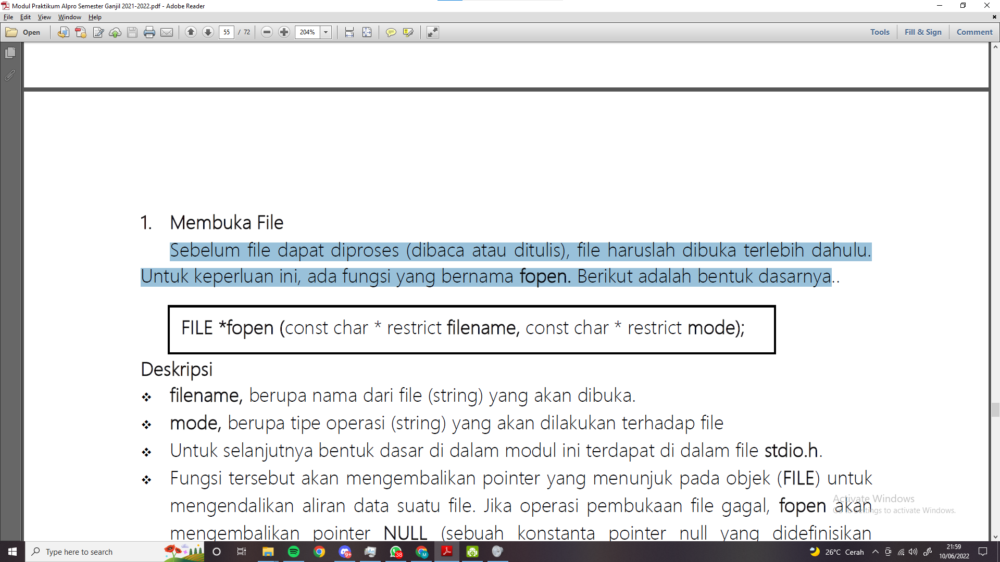 Modul Praktikum Alpro Semester Ganjil 2021-2022.pdf - Adobe Reader
File Edit View Window Help
Open 55 / 72 204% Tools Fill & Sign Comment
1. Membuka File
Sebelum file dapat diproses (dibaca atau ditulis), file haruslah dibuka terlebih dahulu.
Untuk keperluan ini, ada fungsi yang bernama fopen. Berikut adalah bentuk dasarnya..
FILE *fopen (const char * restrict filename, const char * restrict mode);
Deskripsi
❖ filename, berupa nama dari file (string) yang akan dibuka.
❖ mode, berupa tipe operasi (string) yang akan dilakukan terhadap file
❖ Untuk selanjutnya bentuk dasar di dalam modul ini terdapat di dalam file stdio.h.
❖ Fungsi tersebut akan mengembalikan pointer yang menunjuk pada objek (FILE) untuk
mengendalikan aliran data suatu file. Jika operasi pembukaan file gagal, fopen akan
mengembalikan pointer NULL (sebuah konstanta pointer null yang didefinisikan
Activate Windows
Go to Settings to activate Windows.
Type here to search
9+
38
M
26°C Cerah
21:59
10/06/2022